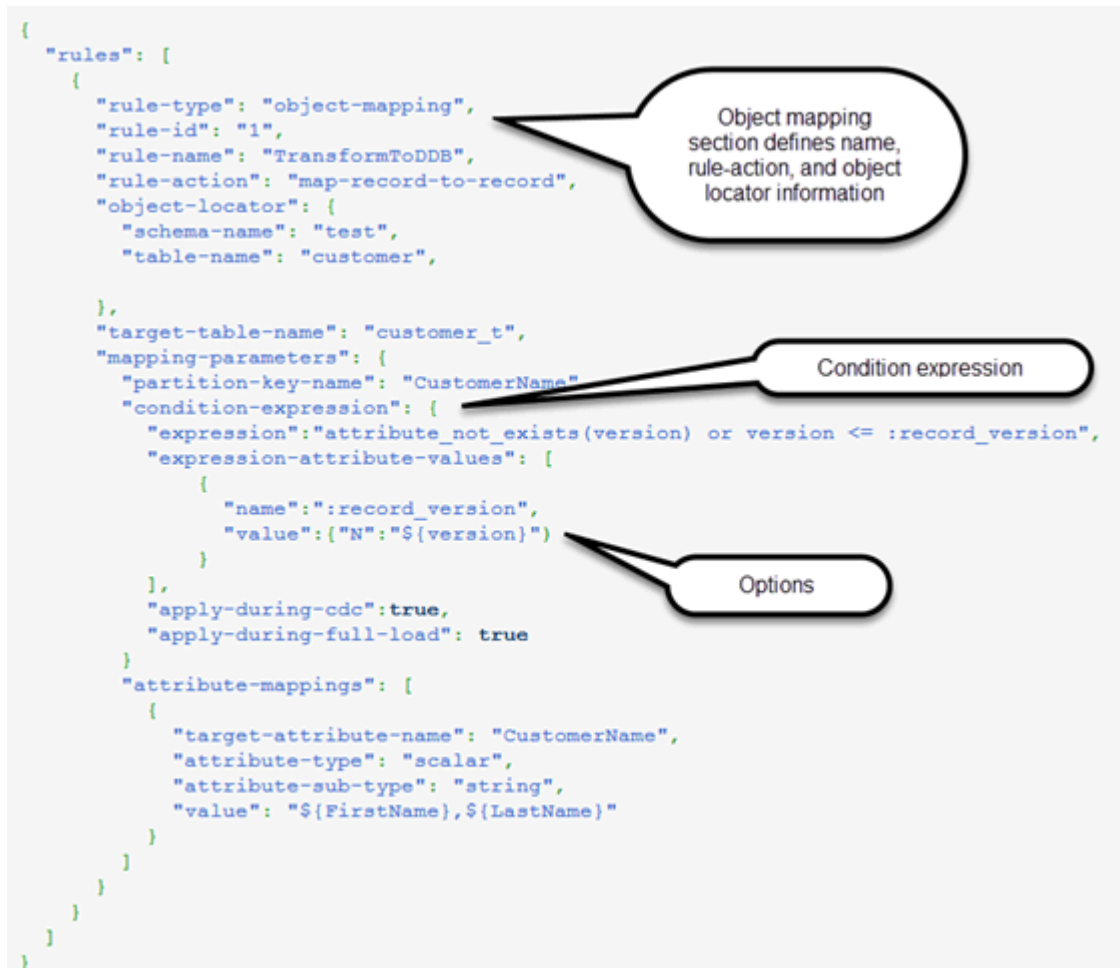 {
"rules": [
{
"rule-type": "object-mapping",
"rule-id": "1",
"rule-name": "TransformToDDB",
"rule-action": "map-record-to-record",
"object-locator": {
"schema-name": "test",
"table-name": "customer",
},
"target-table-name": "customer_t",
"mapping-parameters": {
"partition-key-name": "CustomerName"
"condition-expression": {
"expression":"attribute_not_exists(version) or version <= :record_version",
"expression-attribute-values": [
{
"name":":record_version",
"value":{"N":"${version}")
}
],
"apply-during-cdc":true,
"apply-during-full-load": true
}
"attribute-mappings": [
{
"target-attribute-name": "CustomerName",
"attribute-type": "scalar",
"attribute-sub-type": "string",
"value": "${FirstName},${LastName}"
}
]
}
}
]
}
Object mapping
section defines name,
rule-action, and object
locator information
Condition expression
Options